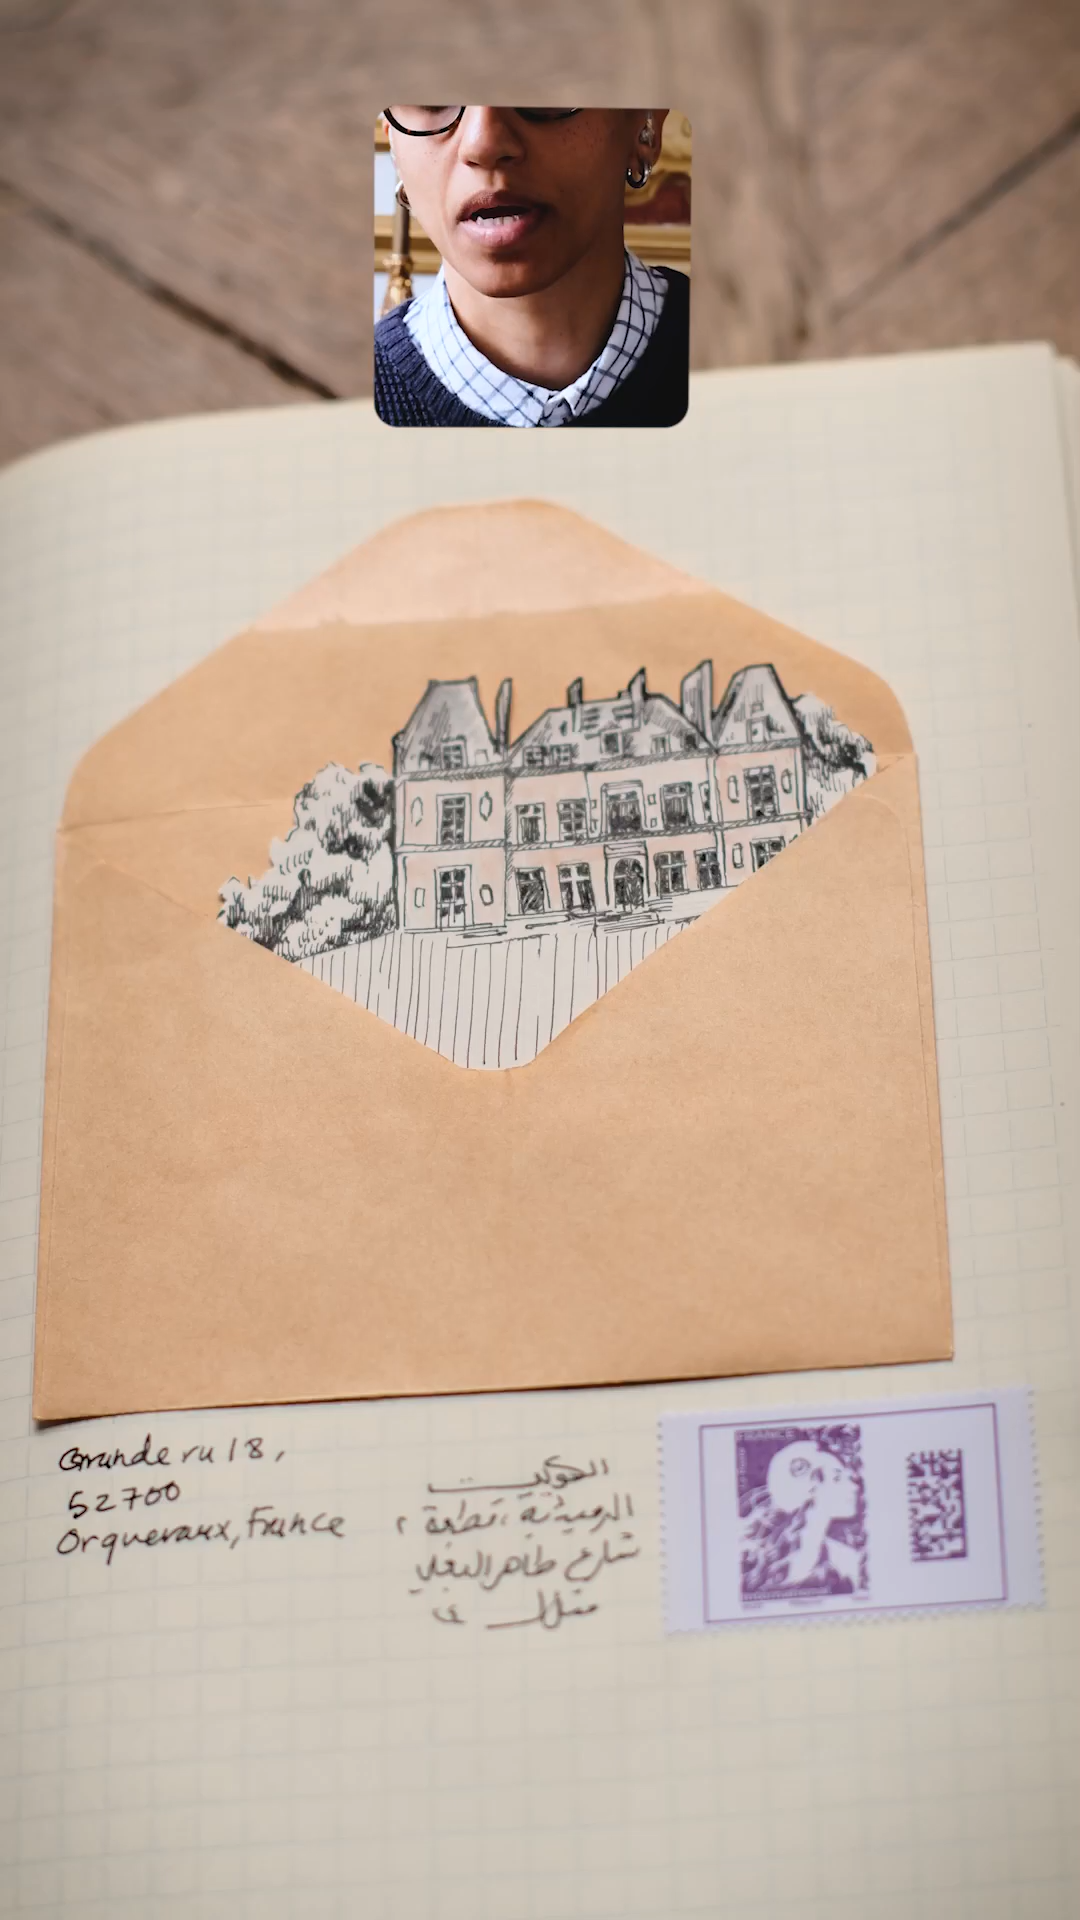 Grande ru 18,
52700
Orquevaux, France
الكويت
الرميثية، قطعة ٢
شارع طاهر البغلي
منزل ٤
FRANCE